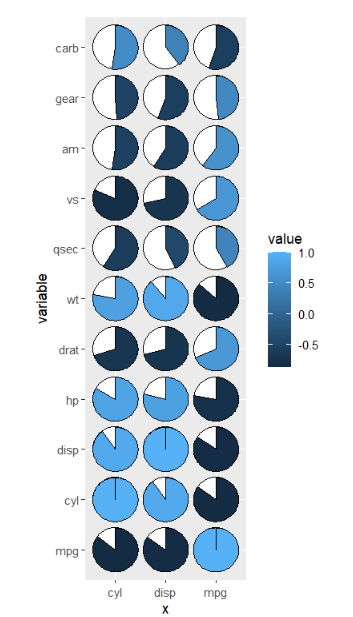 carb
gear
am
vs
qsec
wt
drat
hp
disp
cyl
mpg
variable
cyl disp mpg
x
value
1.0
0.5
0.0
-0.5